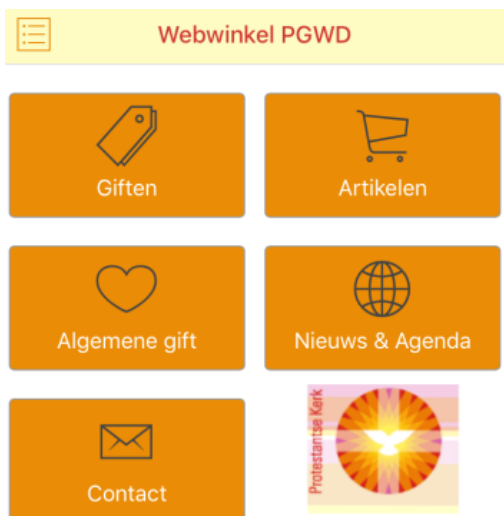 Webwinkel PGWD
Giften
Artikelen
Algemene gift
Nieuws & Agenda
Contact
Protestantse Kerk